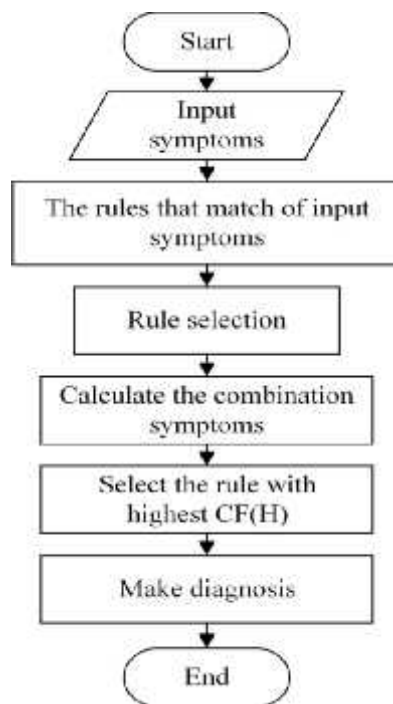 Start
Input
symptoms
The rules that match of input
symptoms
Rule selection
Calculate the combination
symptoms
Select the rule with
highest CF(H)
Make diagnosis
End